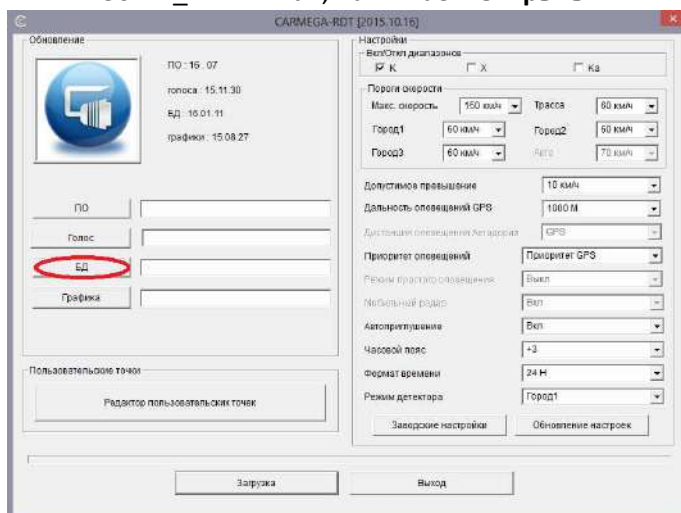 CARMEGA-RDT [2015.10.16]
Обновление
ПО : 16 . 07
голоса : 15.11.30
БД : 16.01.11
графики : 15.08.27
ПО
Голос
БД
Графика
Пользовательские точки
Редактор пользовательских точек
Настройки
Вкл/Откл диапазонов
K X Ka
Пороги скорости
Макс. скорость 150 км/ч Трасса 60 км/ч
Город1 60 км/ч Город2 60 км/ч
Город3 60 км/ч Авто 70 км/ч
Допустимое превышение 10 км/ч
Дальность оповещений GPS 1000 М
Дистанция оповещения GPS
Приоритет оповещений Приоритет GPS
Режим простого оповещения Выкл
Мобильный радар Вкл
Автоприглушение Вкл
Часовой пояс +3
Формат времени 24 H
Режим детектора Город1
Заводские настройки Обновление настроек
Загрузка Выход